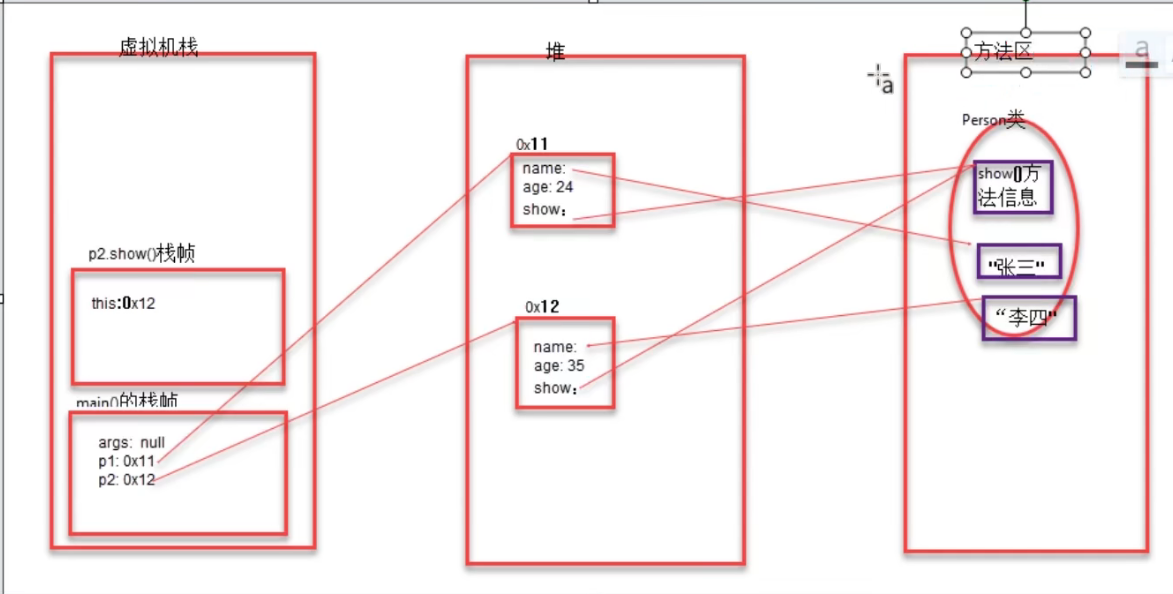 虚拟机栈
p2.show()栈帧
this:0x12
main()的栈帧
args: null
p1: 0x11
p2: 0x12
堆
0x11
name:
age: 24
show:
0x12
name:
age: 35
show:
方法区
a
a
Person类
show()方
法信息
"张三"
“李四"